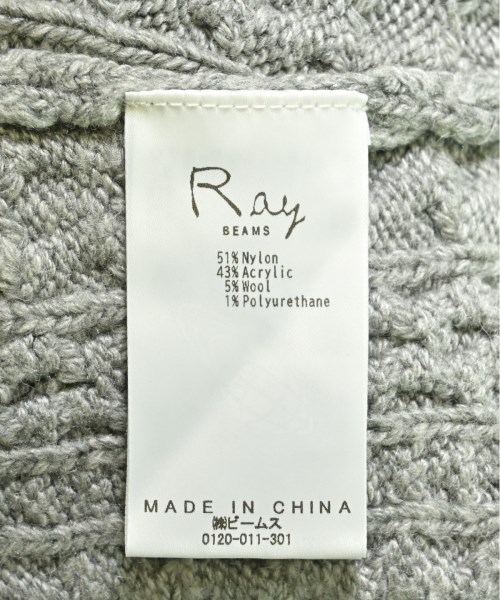 Ray
BEAMS
51% Nylon
43% Acrylic
5% Wool
1% Polyurethane
MADE IN CHINA
㈱ビームス
0120-011-301